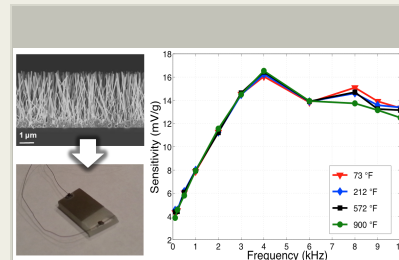 1 µm
Sensitivity (mV/g)
18
16
14
12
10
8
6
4
2
0 1 2 3 4 5 6 7 8 9 1
Frequency (kHz)
73 °F
212 °F
572 °F
900 °F